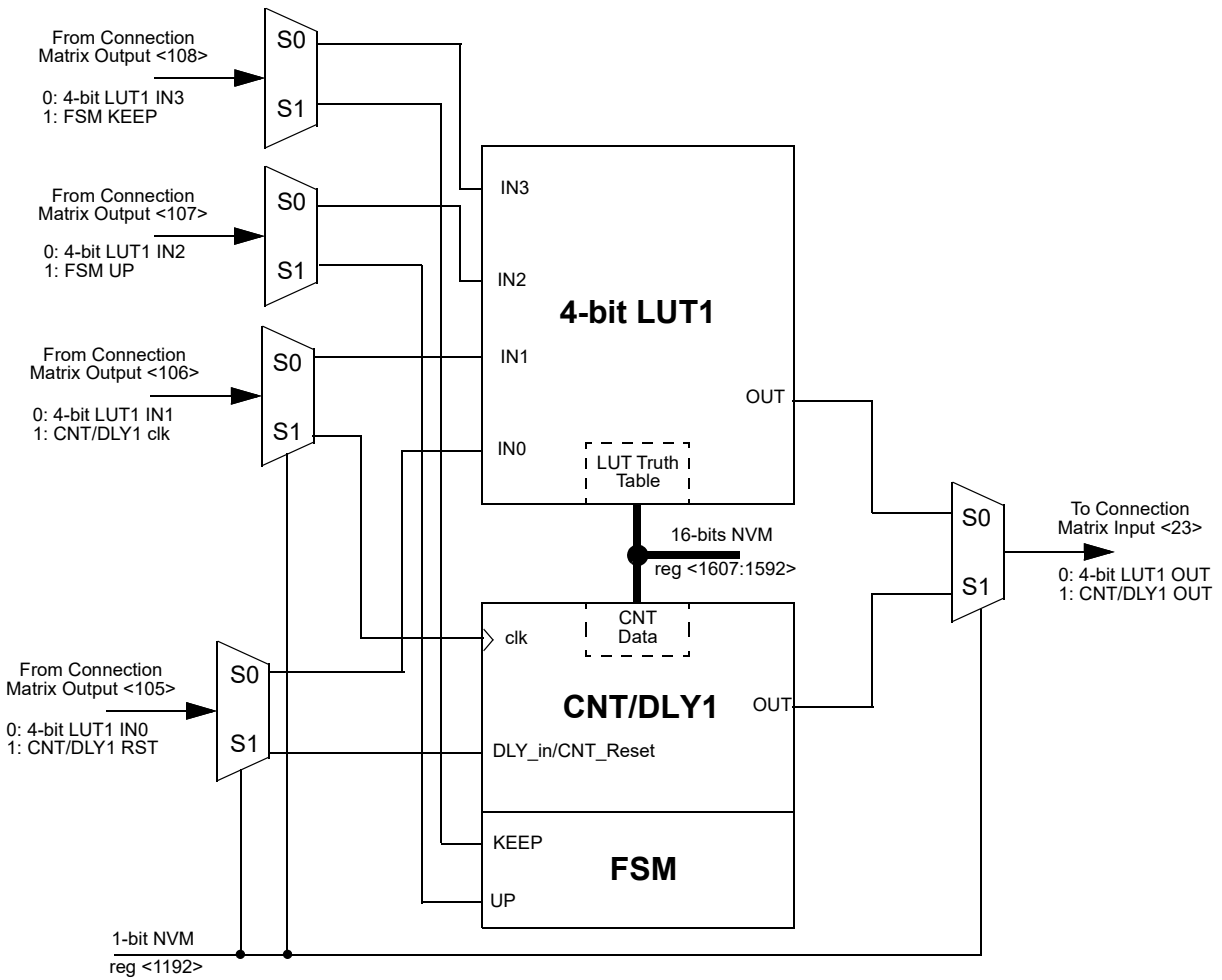 From Connection
Matrix Output <108>
0: 4-bit LUT1 IN3
1: FSM KEEP
S0
S1
From Connection
Matrix Output <107>
0: 4-bit LUT1 IN2
1: FSM UP
S0
S1
From Connection
Matrix Output <106>
0: 4-bit LUT1 IN1
1: CNT/DLY1 clk
S0
S1
From Connection
Matrix Output <105>
0: 4-bit LUT1 IN0
1: CNT/DLY1 RST
S0
S1
IN3
IN2
IN1
IN0
4-bit LUT1
OUT
LUT Truth
Table
16-bits NVM
reg <1607:1592>
CNT
Data
clk
CNT/DLY1
OUT
DLY_in/CNT_Reset
KEEP
UP
FSM
S0
S1
To Connection
Matrix Input <23>
0: 4-bit LUT1 OUT
1: CNT/DLY1 OUT
1-bit NVM
reg <1192>